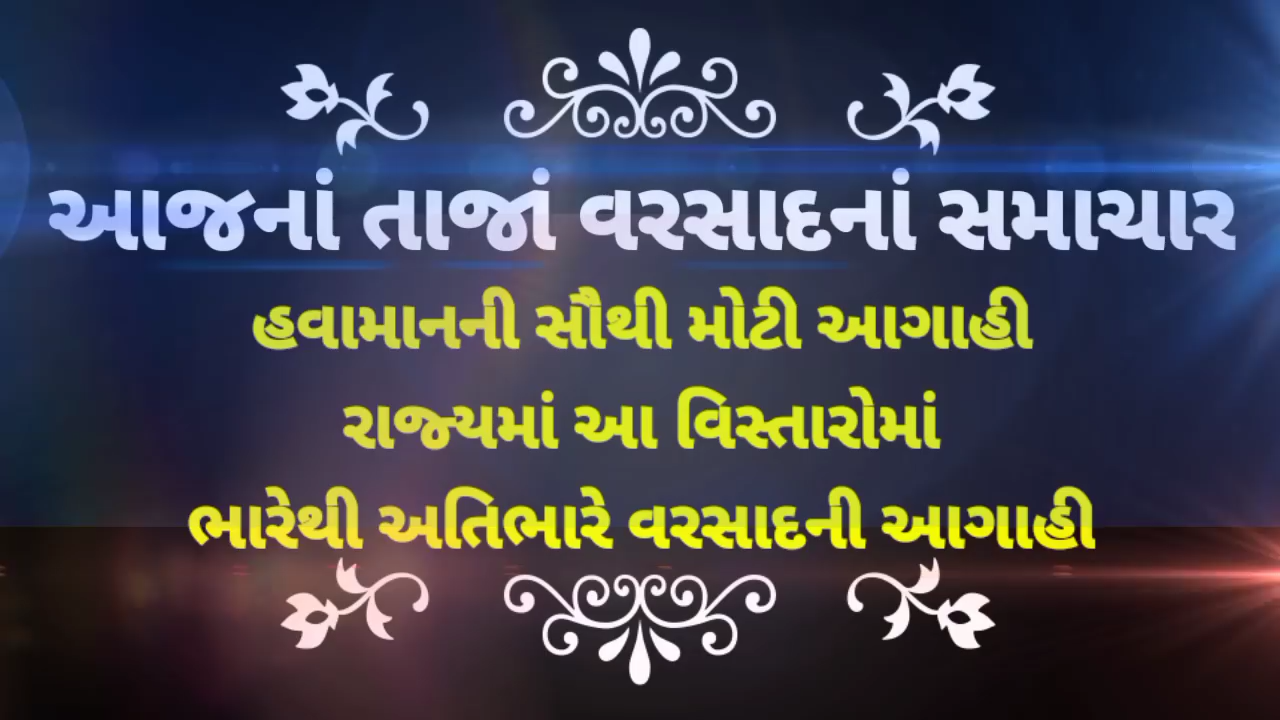 આજનાં તાજાં વરસાદનાં સમાચાર
હવામાનની સૌથી મોટી આગાહી
રાજ્યમાં આ વિસ્તારોમાં
ભારેથી અતિભારે વરસાદની આગાહી